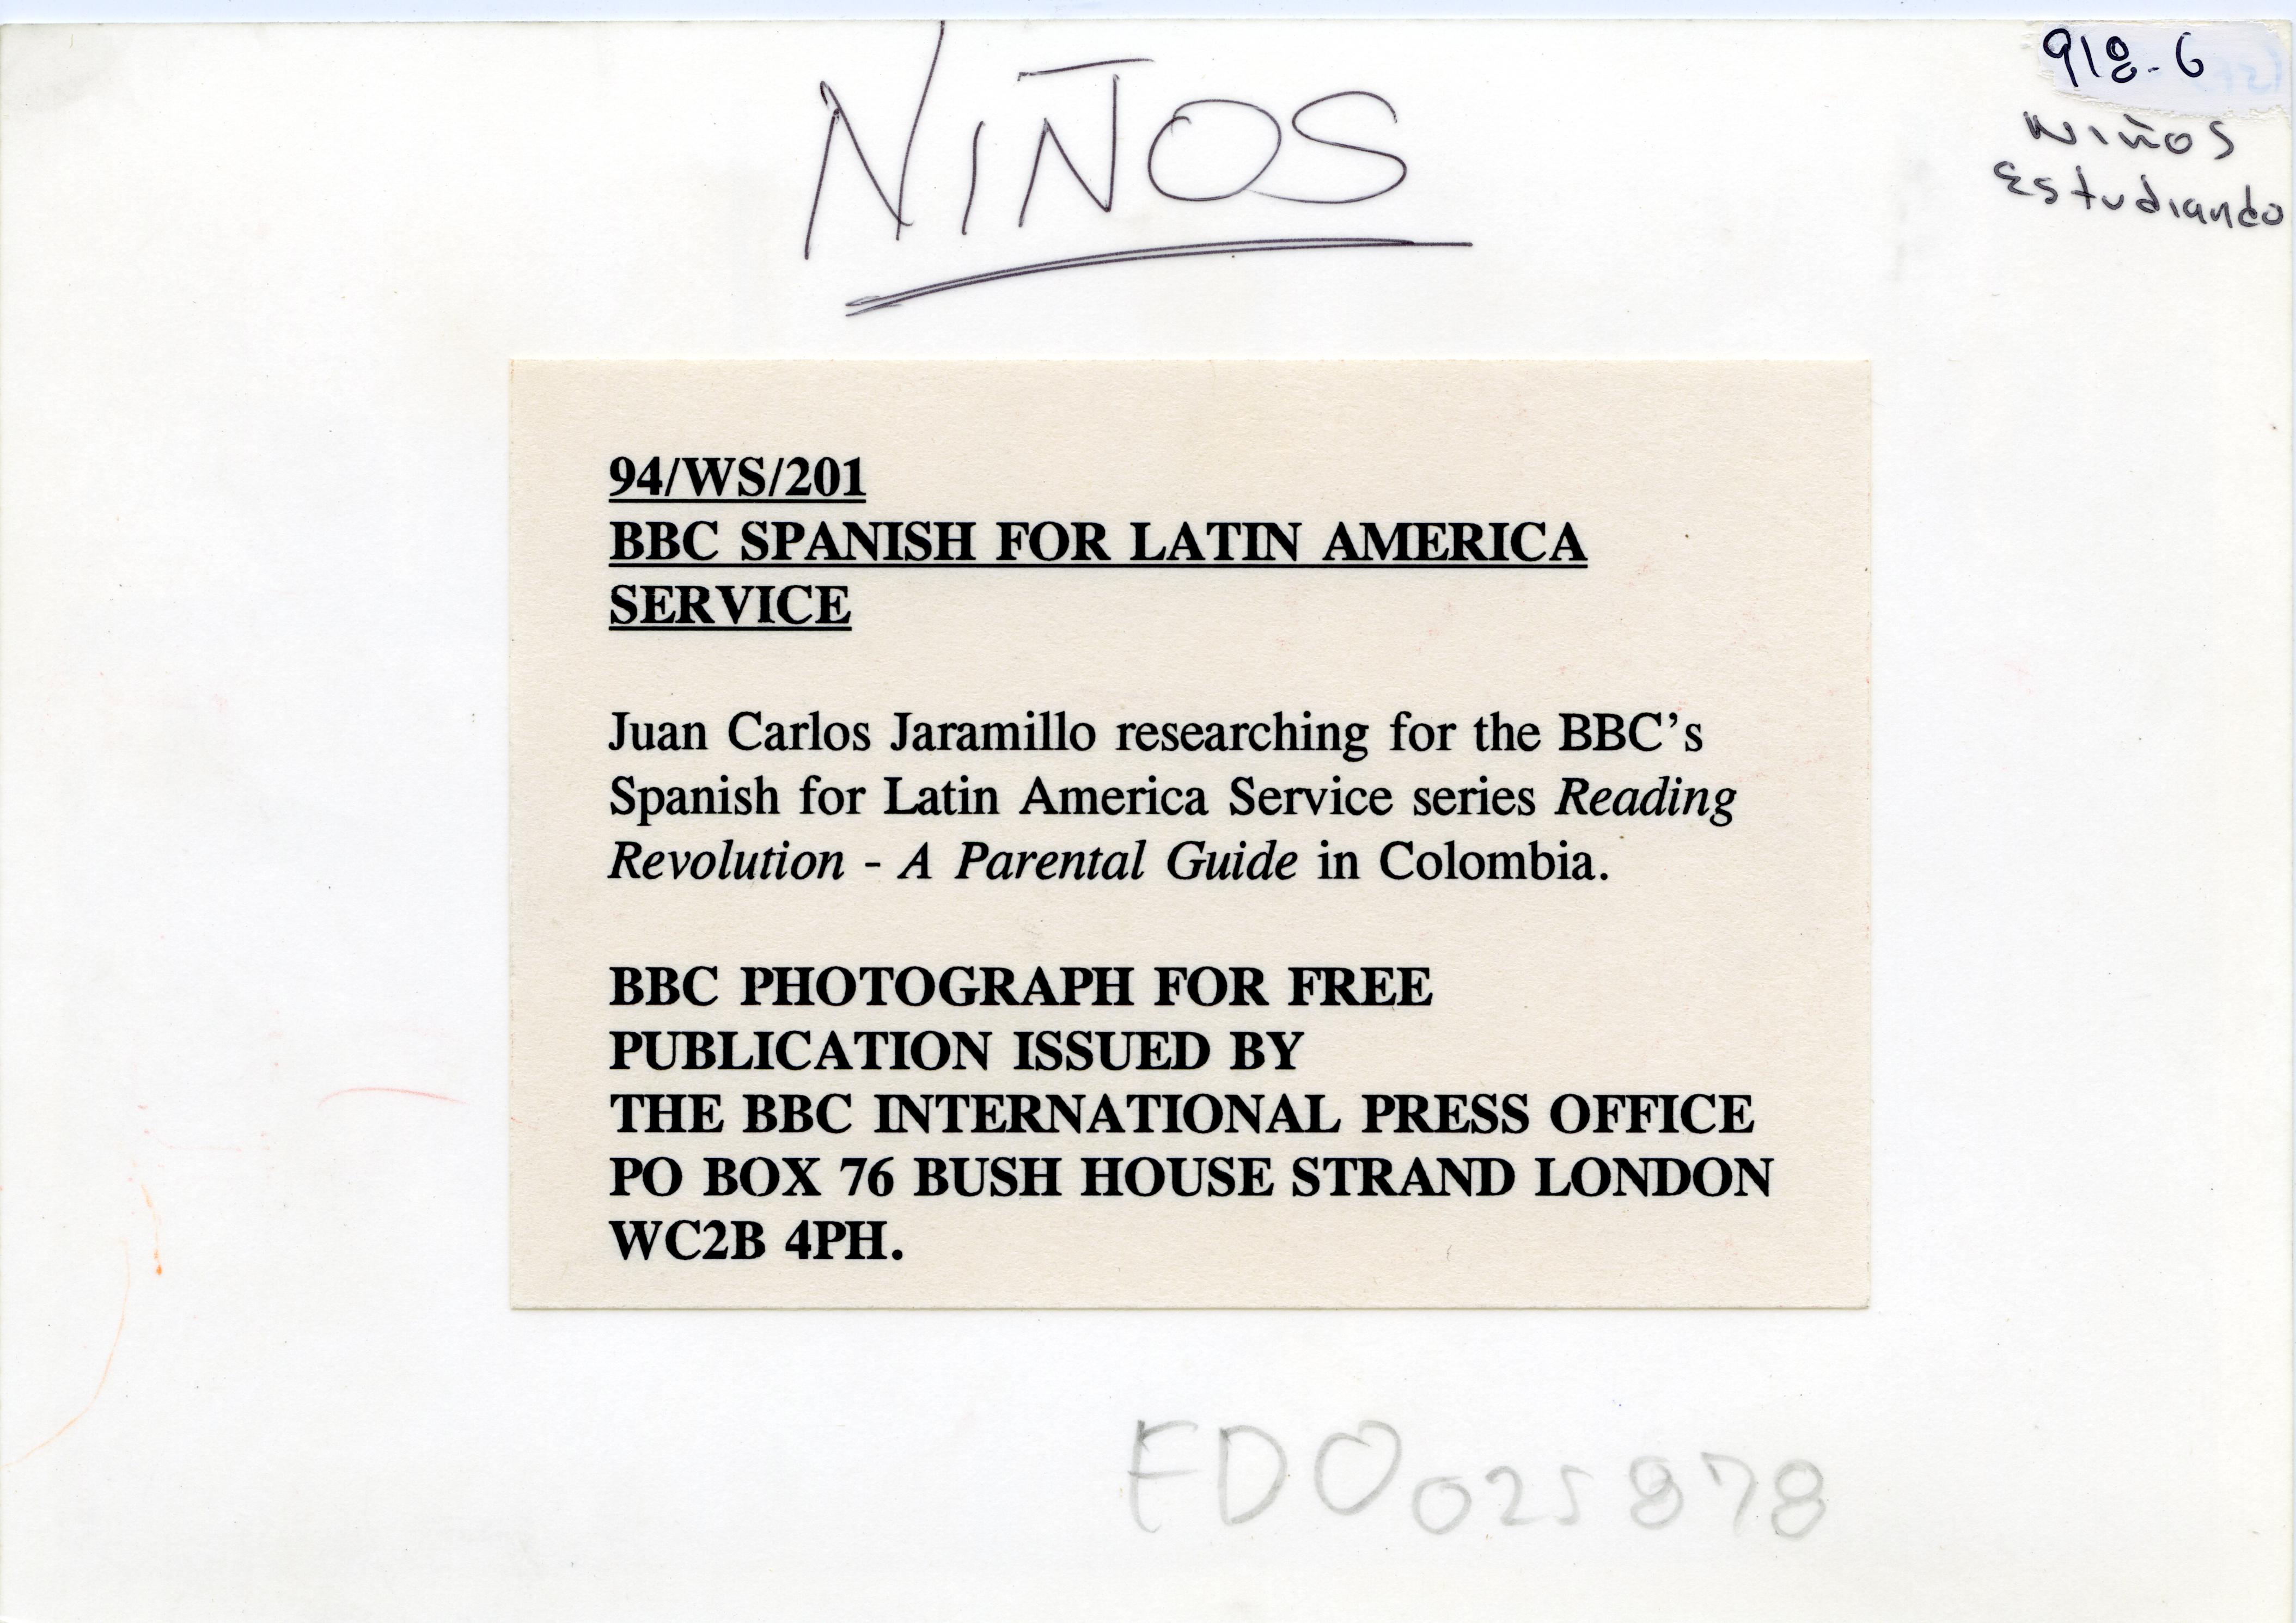 NIÑOS
918-6
Niños
Estudiando
94/WS/201
BBC SPANISH FOR LATIN AMERICA
SERVICE
Juan Carlos Jaramillo researching for the BBC's
Spanish for Latin America Service series Reading
Revolution - A Parental Guide in Colombia.
BBC PHOTOGRAPH FOR FREE
PUBLICATION ISSUED BY
THE BBC INTERNATIONAL PRESS OFFICE
PO BOX 76 BUSH HOUSE STRAND LONDON
WC2B 4PH.
FDO025878